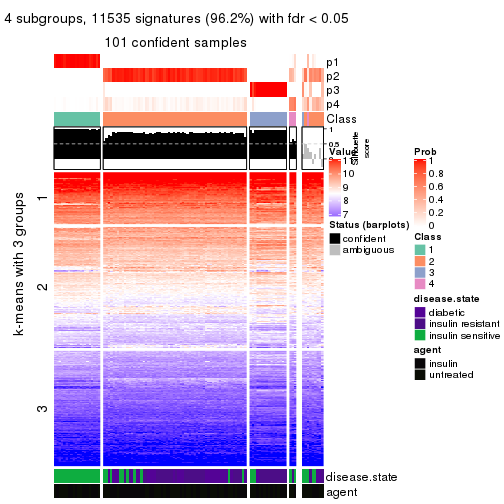 4 subgroups, 11535 signatures (96.2%) with fdr < 0.05
101 confident samples
p1
p2
p3
p4
Class
1
0.5
0
Silhouette
score
k-means with 3 groups
1
2
3
disease.state
agent
Value
11
10
9
8
7
Status (barplots)
confident
ambiguous
Prob
1
0.8
0.6
0.4
0.2
0
Class
1
2
3
4
disease.state
diabetic
insulin resistant
insulin sensitive
agent
insulin
untreated